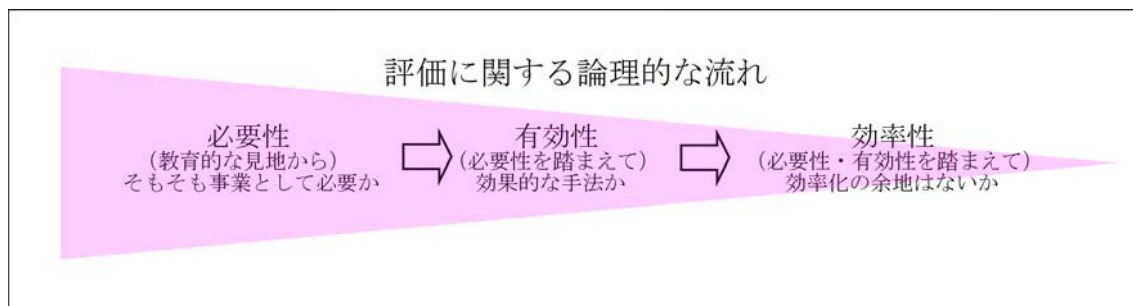 評価に関する論理的な流れ
必要性
(教育的な見地から)
そもそも事業として必要か
有効性
(必要性を踏まえて)
効果的な手法か
効率性
(必要性・有効性を踏まえて)
効率化の余地はないか